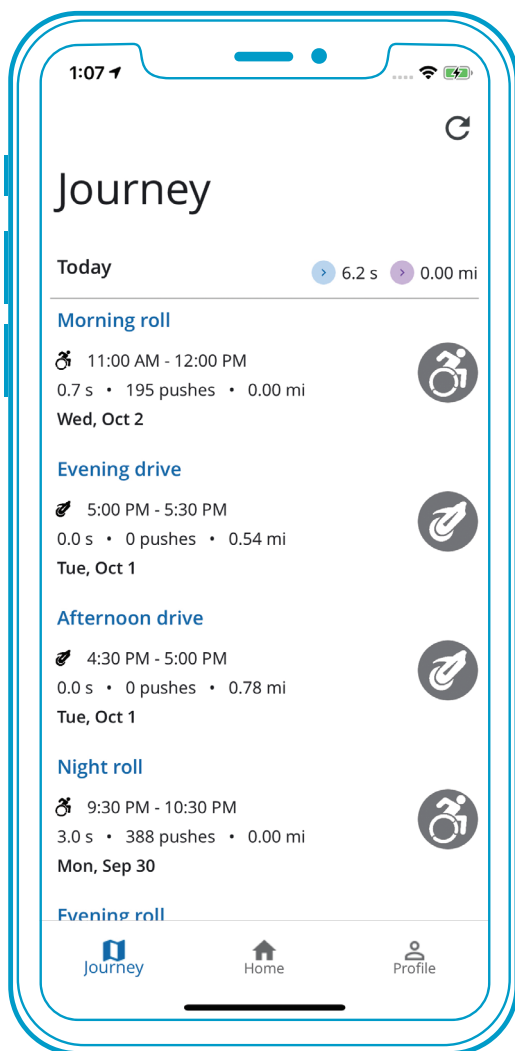 1:07
Journey
Today 6.2 s 0.00 mi
Morning roll
11:00 AM - 12:00 PM
0.7 s • 195 pushes • 0.00 mi
Wed, Oct 2
Evening drive
5:00 PM - 5:30 PM
0.0 s • 0 pushes • 0.54 mi
Tue, Oct 1
Afternoon drive
4:30 PM - 5:00 PM
0.0 s • 0 pushes • 0.78 mi
Tue, Oct 1
Night roll
9:30 PM - 10:30 PM
3.0 s • 388 pushes • 0.00 mi
Mon, Sep 30
Evening roll
Journey Home Profile